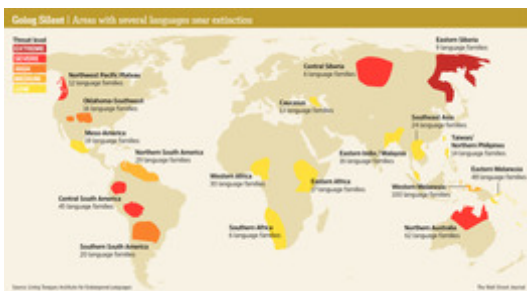 Going Silent | Areas with several languages near extinction
Threat level
EXTREME
SEVERE
HIGH
MEDIUM
LOW
Northwest Pacific Plateau
12 language families
Oklahoma-Southwest
Meso-America
Northern South America
Central South America
Southern South America
20 language families
Central Siberia
6 language families
Caucasus
Eastern Siberia
9 language families
Southeast Asia
24 language families
Taiwan/
Northern Philippines
Eastern India / Malaysia
Western Melanesia
Eastern Melanesia
Western Africa
Eastern Africa
Southern Africa
6 language families
Northern Australia
62 language families
Source: Living Tongues Institute for Endangered Languages
The Wall Street Journal